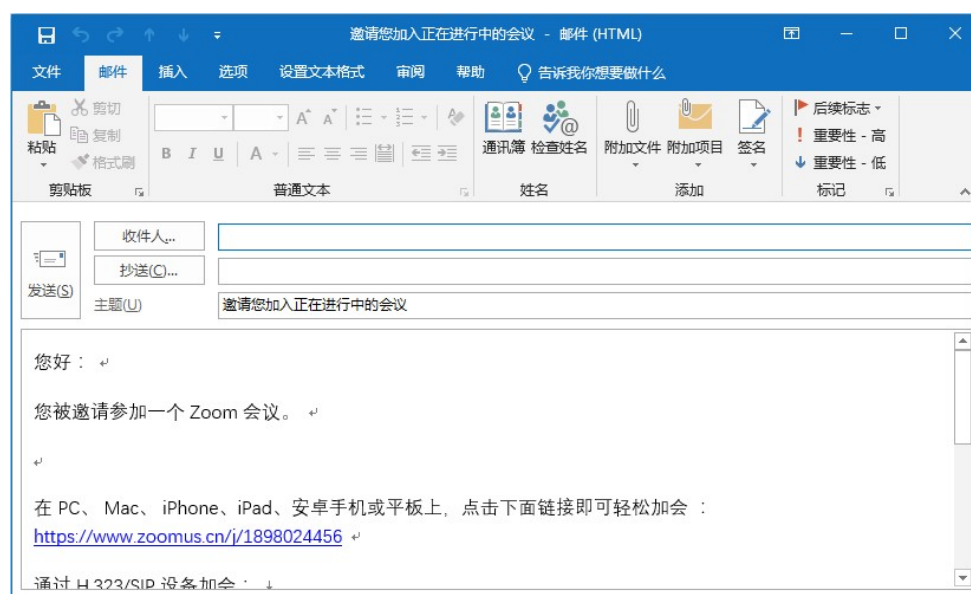 邀请您加入正在进行中的会议 - 邮件 (HTML)
文件 邮件 插入 选项 设置文本格式 审阅 帮助 告诉我你想要做什么
粘贴
剪切
复制
格式刷
剪贴板
B I U A
普通文本
通讯簿 检查姓名
姓名
附加文件 附加项目 签名
添加
后续标志
重要性 - 高
重要性 - 低
标记
发送(S)
收件人...
抄送(C)...
主题(U) 邀请您加入正在进行中的会议
您好：
您被邀请参加一个 Zoom 会议。
在 PC、 Mac、 iPhone、iPad、安卓手机或平板上，点击下面链接即可轻松加会 ：
https://www.zoomus.cn/j/1898024456
通过 H.323/SIP 设备加会：